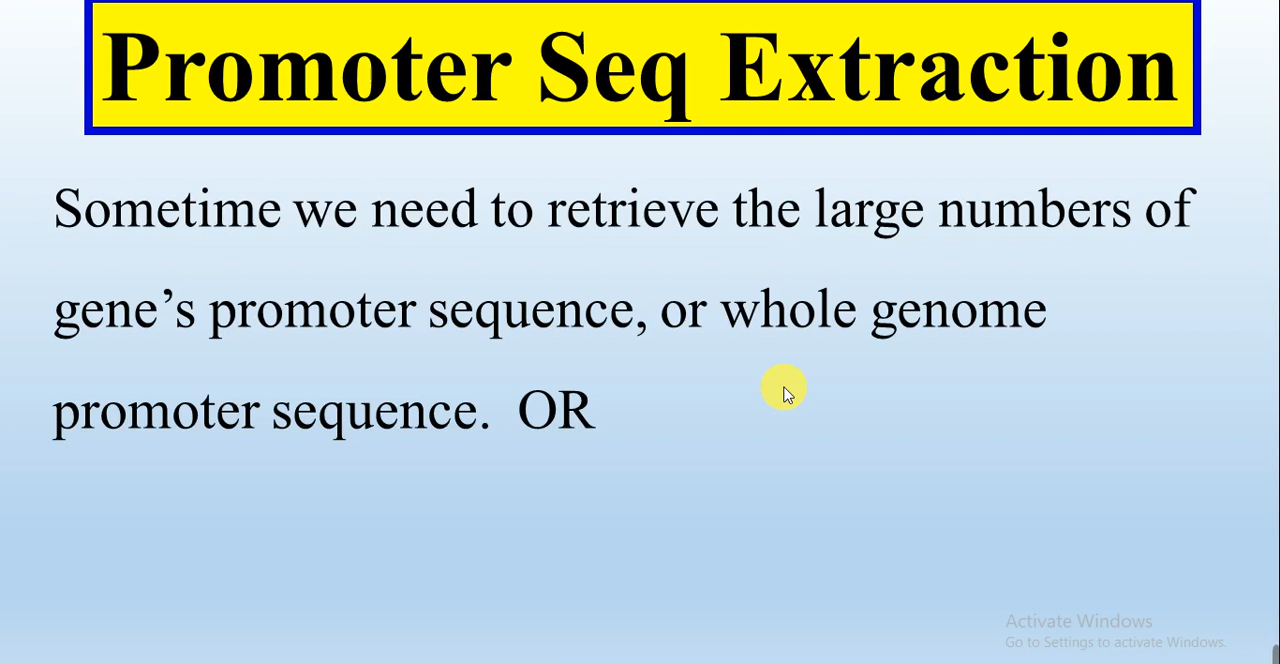 Promoter Seq Extraction
Sometime we need to retrieve the large numbers of
gene’s promoter sequence, or whole genome
promoter sequence.  OR
Activate Windows
Go to Settings to activate Windows.